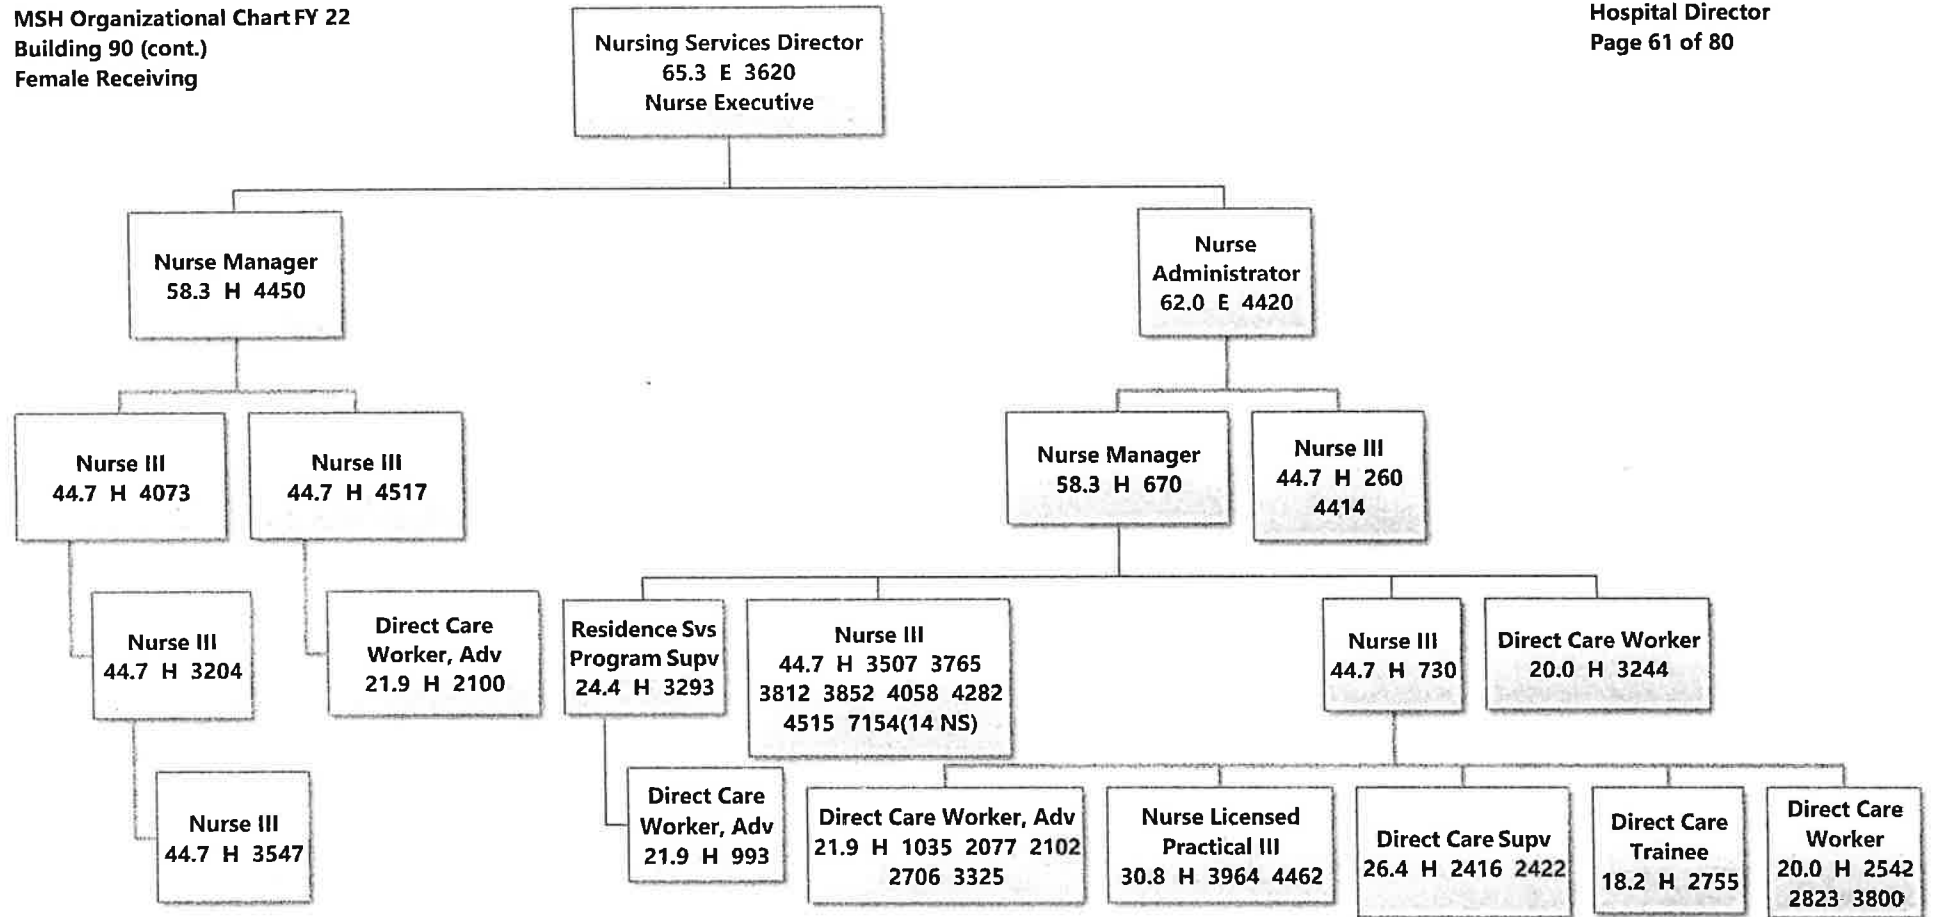 MSH Organizational Chart FY 22
Building 90 (cont.)
Female Receiving
Hospital Director
Page 61 of 80
Nursing Services Director
65.3 E 3620
Nurse Executive
Nurse Manager
58.3 H 4450
Nurse
Administrator
62.0 E 4420
Nurse III
44.7 H 4073
Nurse III
44.7 H 4517
Nurse Manager
58.3 H 670
Nurse III
44.7 H 260
4414
Nurse III
44.7 H 3204
Direct Care
Worker, Adv
21.9 H 2100
Residence Svs
Program Supv
24.4 H 3293
Nurse III
44.7 H 3507 3765
3812 3852 4058 4282
4515 7154(14 NS)
Nurse III
44.7 H 730
Direct Care Worker
20.0 H 3244
Nurse III
44.7 H 3547
Direct Care
Worker, Adv
21.9 H 993
Direct Care Worker, Adv
21.9 H 1035 2077 2102
2706 3325
Nurse Licensed
Practical III
30.8 H 3964 4462
Direct Care Supv
26.4 H 2416 2422
Direct Care
Trainee
18.2 H 2755
Direct Care
Worker
20.0 H 2542
2823 3800